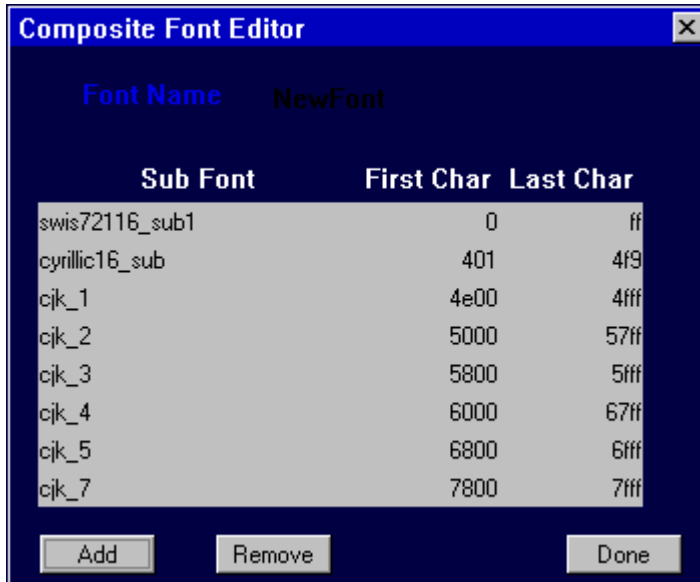 Composite Font Editor
Font Name NewFont
Sub Font First Char Last Char
swis72116_sub1 0 ff
cyrillic16_sub 401 4f9
cjk_1 4e00 4fff
cjk_2 5000 57ff
cjk_3 5800 5fff
cjk_4 6000 67ff
cjk_5 6800 6fff
cjk_7 7800 7fff
Add Remove Done